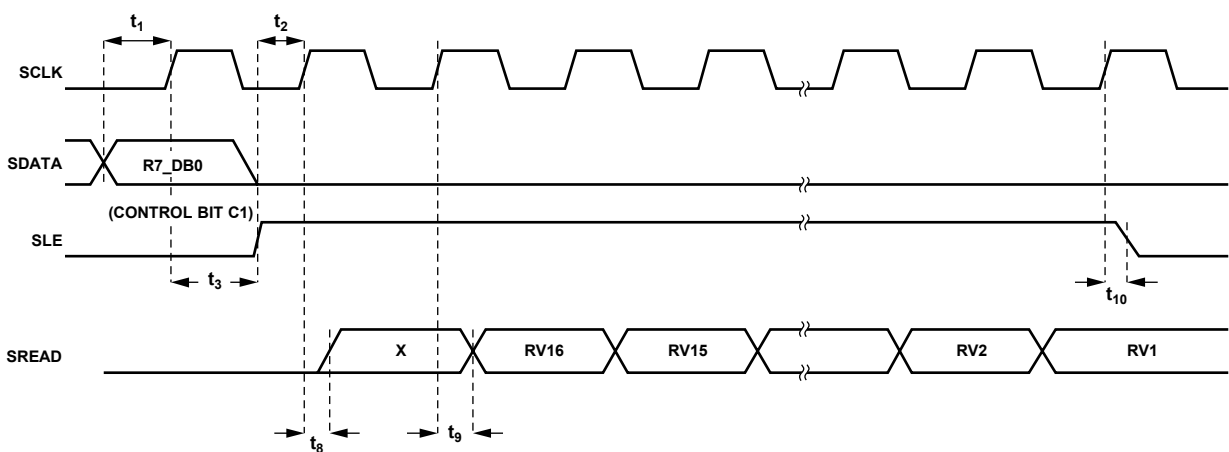 t1
t2
SCLK
SDATA
R7_DB0
(CONTROL BIT C1)
SLE
t3
t10
SREAD
X
RV16
RV15
RV2
RV1
t8
t9